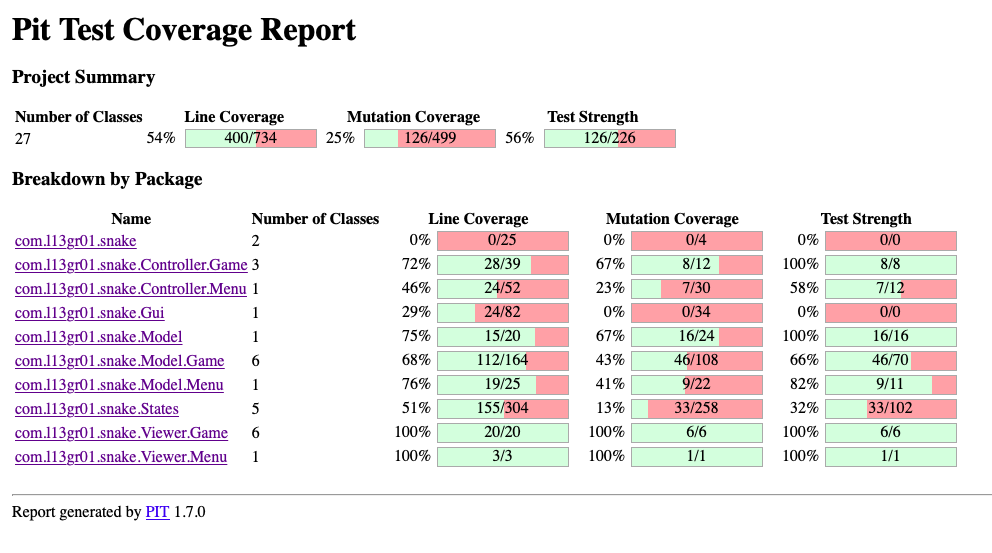 Pit Test Coverage Report
Project Summary
Number of Classes Line Coverage Mutation Coverage Test Strength
27 54% 400/734 25% 126/499 56% 126/226
Breakdown by Package
Name Number of Classes Line Coverage Mutation Coverage Test Strength
com.l13gr01.snake 2 0% 0/25 0% 0/4 0% 0/0
com.l13gr01.snake.Controller.Game 3 72% 28/39 67% 8/12 100% 8/8
com.l13gr01.snake.Controller.Menu 1 46% 24/52 23% 7/30 58% 7/12
com.l13gr01.snake.Gui 1 29% 24/82 0% 0/34 0% 0/0
com.l13gr01.snake.Model 1 75% 15/20 67% 16/24 100% 16/16
com.l13gr01.snake.Model.Game 6 68% 112/164 43% 46/108 66% 46/70
com.l13gr01.snake.Model.Menu 1 76% 19/25 41% 9/22 82% 9/11
com.l13gr01.snake.States 5 51% 155/304 13% 33/258 32% 33/102
com.l13gr01.snake.Viewer.Game 6 100% 20/20 100% 6/6 100% 6/6
com.l13gr01.snake.Viewer.Menu 1 100% 3/3 100% 1/1 100% 1/1
Report generated by PIT 1.7.0